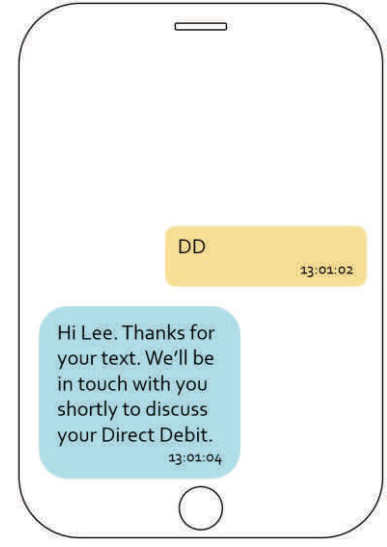 DD
13:01:02
Hi Lee. Thanks for
your text. We’ll be
in touch with you
shortly to discuss
your Direct Debit.
13:01:04